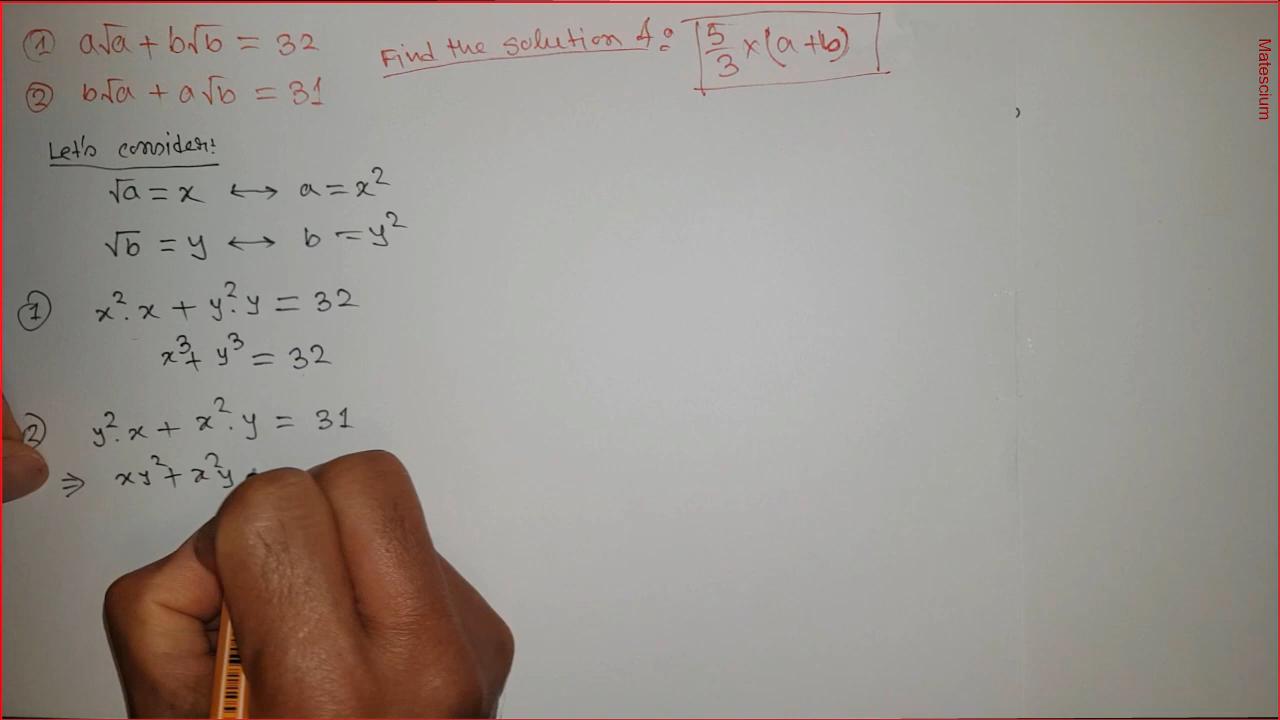 ① a√a + b√b = 32
② b√a + a√b = 31
Find the solution of: 5/3 × (a+b)
Let's consider:
√a = x ↔ a = x²
√b = y ↔ b = y²
① x².x + y².y = 32
x³ + y³ = 32
② y².x + x².y = 31
⇒ xy² + x²y
Matescium